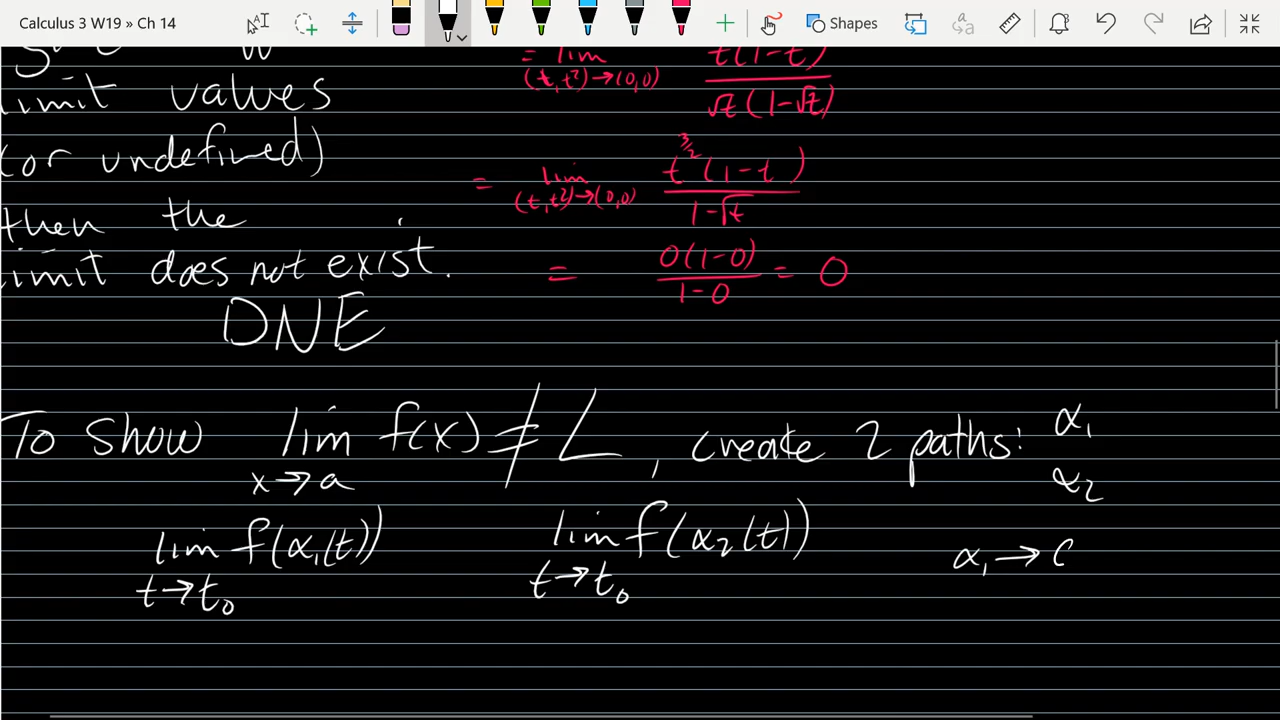 Calculus 3 W19 » Ch 14
Shapes
limit values
(or undefined)
then the
limit does not exist.
DNE
= lim t(1-t)
(t,t²)→(0,0) √t(1-√t)
= lim t^3/2 (1-t)
(t,t²)→(0,0) 1-√t
= 0(1-0) = 0
1-0
To show lim f(x) ≠ L, create 2 paths: α₁
x→a α₂
lim f(α₁(t)) lim f(α₂(t)) α₁ →
t→t₀ t→t₀